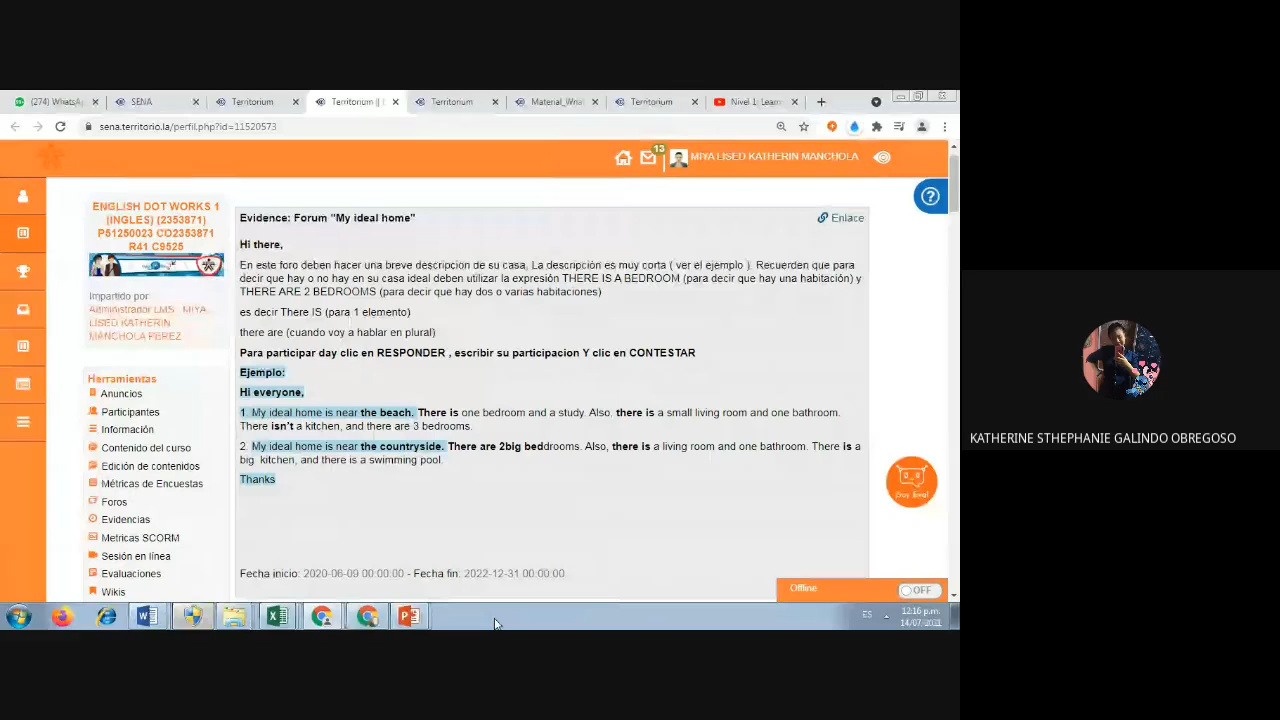 (274) WhatsA
SENA
Territorium
Territorium || E
Territorium
Material_Wha
Territorium
Nivel 1: Learn
sena.territorio.la/perfil.php?id=11520573
13
MIYA LISED KATHERIN MANCHOLA
ENGLISH DOT WORKS 1
(INGLES) (2353871)
P51250023 CO2353871
R41 C9525
Impartido por
Administrador LMS , MIYA
LISED KATHERIN
MANCHOLA PEREZ
Herramientas
Anuncios
Participantes
Información
Contenido del curso
Edición de contenidos
Métricas de Encuestas
Foros
Evidencias
Metricas SCORM
Sesión en línea
Evaluaciones
Wikis
Evidence: Forum "My ideal home"
Enlace
Hi there,
En este foro deben hacer una breve descripcion de su casa. La descripción es muy corta ( ver el ejemplo ). Recuerden que para
decir que hay o no hay en su casa ideal deben utilizar la expresión THERE IS A BEDROOM (para decir que hay una habitación) y
THERE ARE 2 BEDROOMS (para decir que hay dos o varias habitaciones)
es decir There IS (para 1 elemento)
there are (cuando voy a hablar en plural)
Para participar day clic en RESPONDER , escribir su participacion Y clic en CONTESTAR
Ejemplo:
Hi everyone,
1. My ideal home is near the beach. There is one bedroom and a study. Also, there is a small living room and one bathroom.
There isn't a kitchen, and there are 3 bedrooms.
2. My ideal home is near the countryside. There are 2big bedrooms. Also, there is a living room and one bathroom. There is a
big kitchen, and there is a swimming pool.
Thanks
Fecha inicio: 2020-06-09 00:00:00 - Fecha fin: 2022-12-31 00:00:00
Offline
OFF
ES
12:16 p.m.
14/07/2021
KATHERINE STHEPHANIE GALINDO OBREGOSO